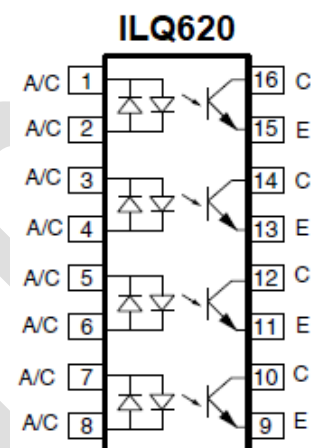 ILQ620
A/C 1 16 C
A/C 2 15 E
A/C 3 14 C
A/C 4 13 E
A/C 5 12 C
A/C 6 11 E
A/C 7 10 C
A/C 8 9 E